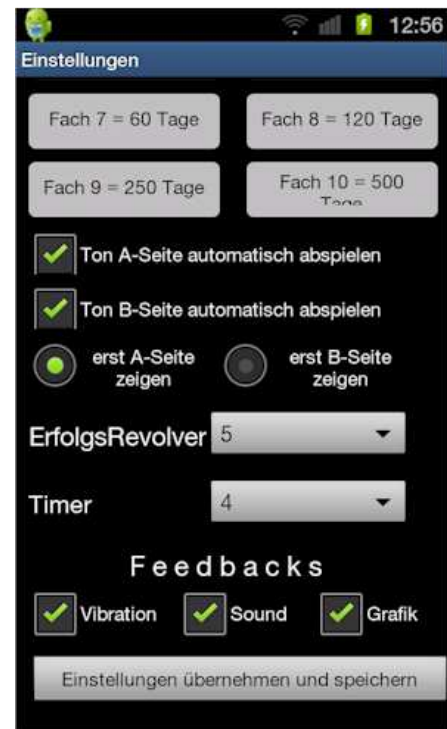 12:56
Einstellungen
Fach 7 = 60 Tage
Fach 8 = 120 Tage
Fach 9 = 250 Tage
Fach 10 = 500
Tage
Ton A-Seite automatisch abspielen
Ton B-Seite automatisch abspielen
erst A-Seite
zeigen
erst B-Seite
zeigen
ErfolgsRevolver 5
Timer 4
Feedbacks
Vibration Sound Grafik
Einstellungen übernehmen und speichern